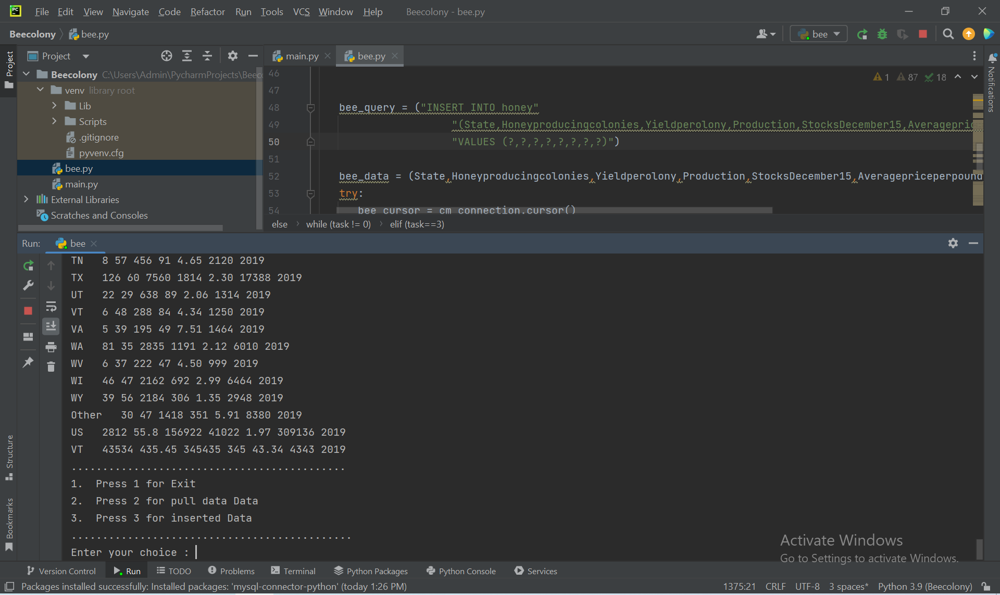 PC File Edit View Navigate Code Refactor Run Tools VCS Window Help Beecolony - bee.py
Beecolony bee.py bee
Project
Project
main.py
bee.py
Notifications
Beecolony C:\Users\Admin\PycharmProjects\Beec
venv library root
Lib
Scripts
.gitignore
pyvenv.cfg
bee.py
main.py
External Libraries
Scratches and Consoles
1 87 18
46
47
48 bee_query = ("INSERT INTO honey"
49 "(State,Honeyproducingcolonies,Yieldperolony,Production,StocksDecember15,Averagepric
50 "VALUES (?,?,?,?,?,?,?,?)")
51
52 bee_data = (State,Honeyproducingcolonies,Yieldperolony,Production,StocksDecember15,Averagepriceperpound
53 try:
54 bee_cursor = cm_connection.cursor()
else while (task != 0) elif (task==3)
Run: bee
TN 8 57 456 91 4.65 2120 2019
TX 126 60 7560 1814 2.30 17388 2019
UT 22 29 638 89 2.06 1314 2019
VT 6 48 288 84 4.34 1250 2019
VA 5 39 195 49 7.51 1464 2019
WA 81 35 2835 1191 2.12 6010 2019
WV 6 37 222 47 4.50 999 2019
WI 46 47 2162 692 2.99 6464 2019
WY 39 56 2184 306 1.35 2948 2019
Other 30 47 1418 351 5.91 8380 2019
US 2812 55.8 156922 41022 1.97 309136 2019
VT 43534 435.45 345435 345 43.34 4343 2019
............................................
1. Press 1 for Exit
2. Press 2 for pull data Data
3. Press 3 for inserted Data
.............................................
Enter your choice :
Structure
Bookmarks
Activate Windows
Go to Settings to activate Windows.
Version Control Run TODO Problems Terminal Python Packages Python Console Services
Packages installed successfully: Installed packages: 'mysql-connector-python' (today 1:26 PM) 1375:21 CRLF UTF-8 3 spaces* Python 3.9 (Beecolony)